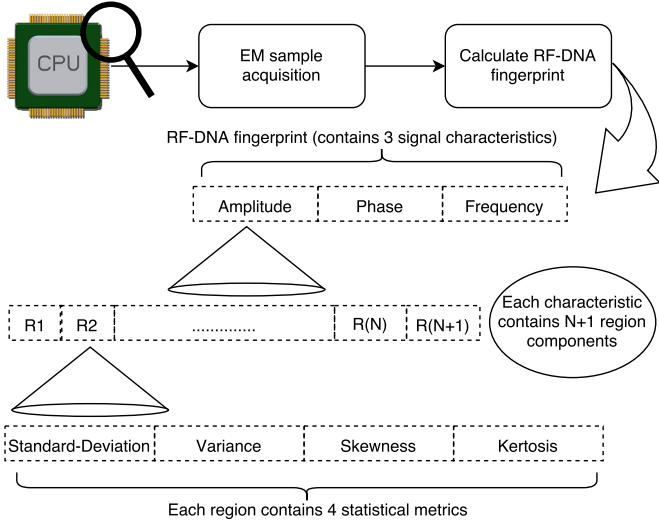 CPU
EM sample
acquisition
Calculate RF-DNA
fingerprint
RF-DNA fingerprint (contains 3 signal characteristics)
Amplitude
Phase
Frequency
R1
R2
..............
R(N)
R(N+1)
Each characteristic
contains N+1 region
components
Standard-Deviation
Variance
Skewness
Kertosis
Each region contains 4 statistical metrics